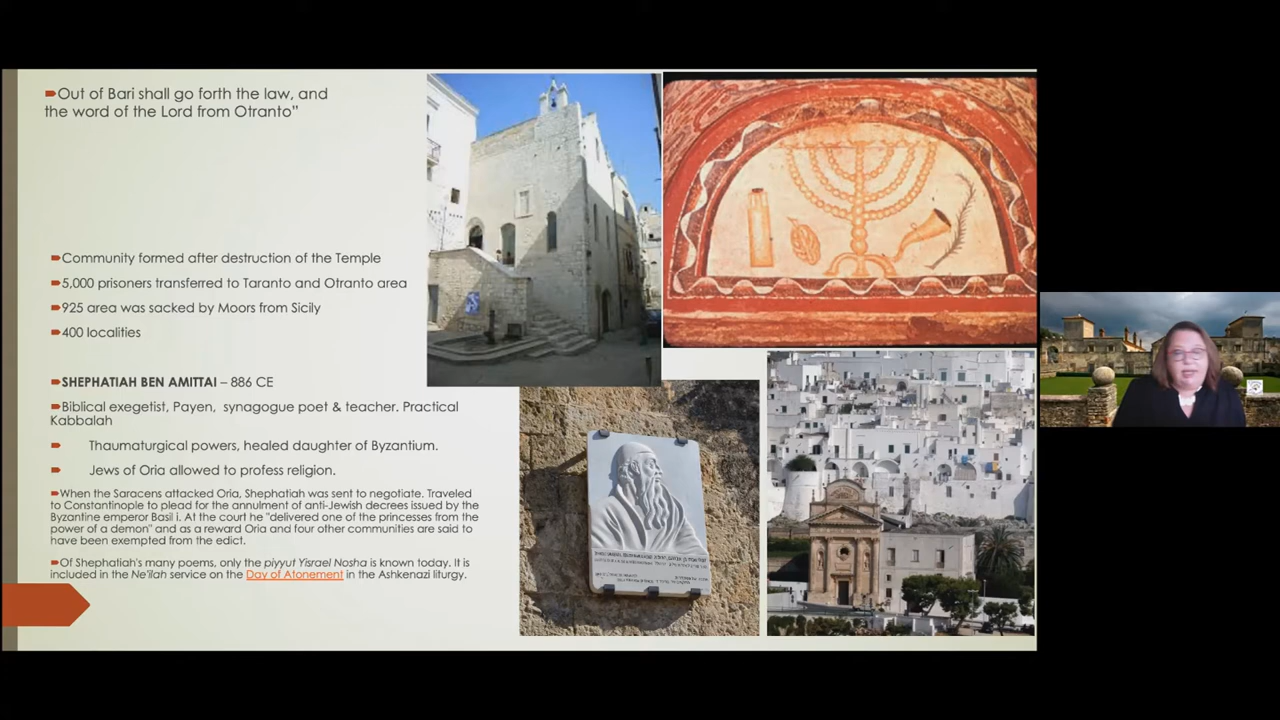 Out of Bari shall go forth the law, and
the word of the Lord from Otranto"
Community formed after destruction of the Temple
5,000 prisoners transferred to Taranto and Otranto area
925 area was sacked by Moors from Sicily
400 localities
SHEPHATIAH BEN AMITTAI – 886 CE
Biblical exegetist, Payen, synagogue poet & teacher. Practical
Kabbalah
Thaumaturgical powers, healed daughter of Byzantium.
Jews of Oria allowed to profess religion.
When the Saracens attacked Oria, Shephatiah was sent to negotiate. Traveled
to Constantinople to plead for the annulment of anti-Jewish decrees issued by the
Byzantine emperor Basil i. At the court he "delivered one of the princesses from the
power of a demon" and as a reward Oria and four other communities are said to
have been exempted from the edict.
Of Shephatiah's many poems, only the piyyut Yisrael Nosha is known today. It is
included in the Ne'ilah service on the Day of Atonement in the Ashkenazi liturgy.